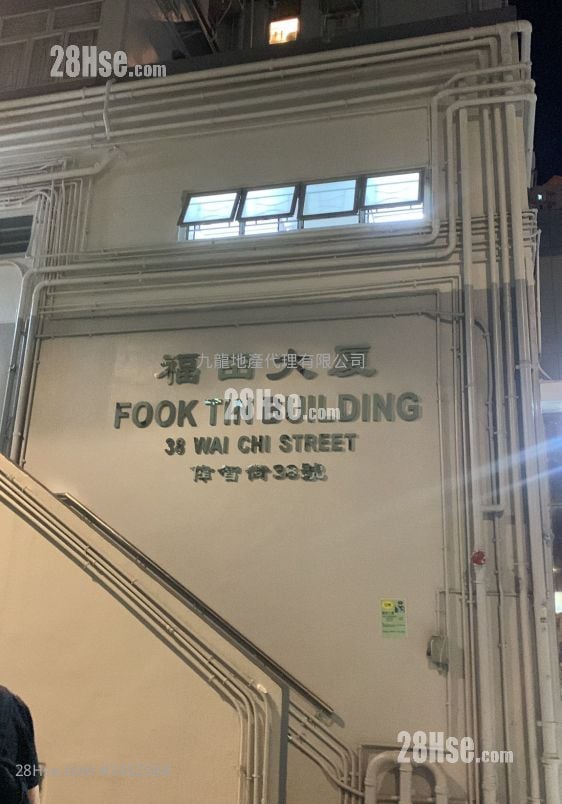 28Hse.com
九龍地產代理有限公司
福田大厦
28Hse.com
FOOK TIN BUILDING
38 WAI CHI STREET
偉智街38號
28Hse.com